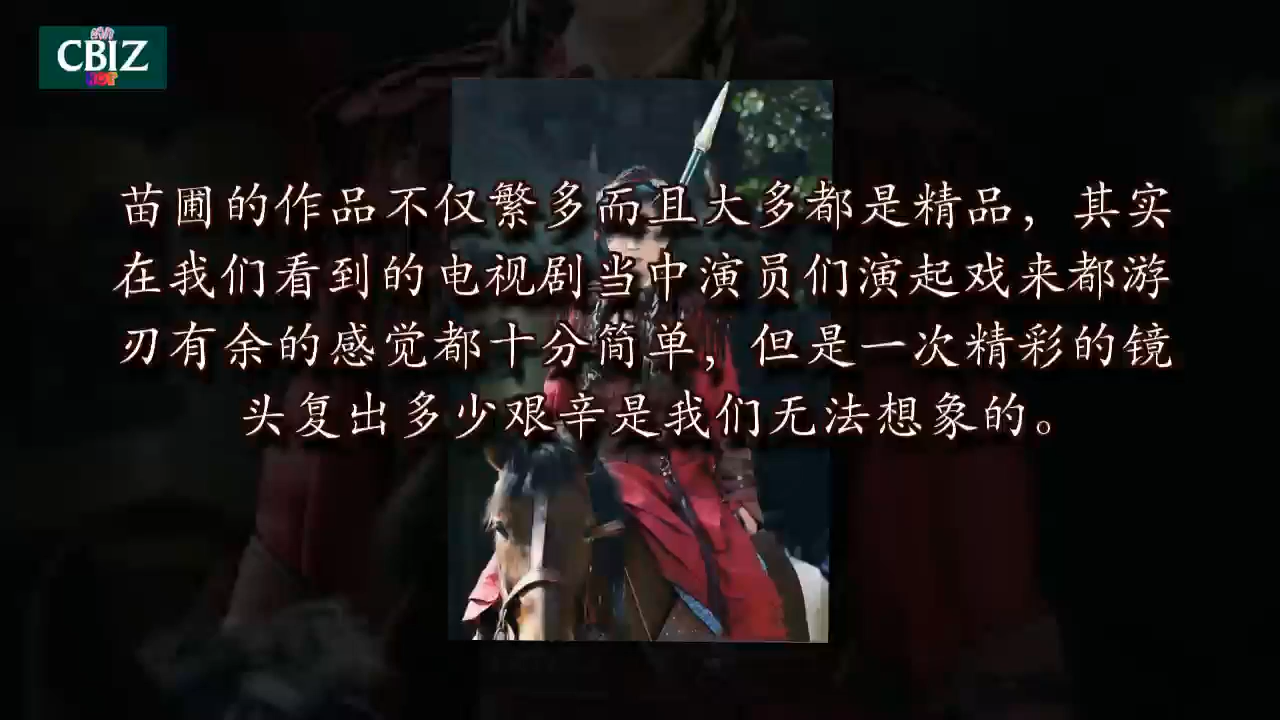 CBIZ
HOT
苗圃的作品不仅繁多而且大多都是精品，其实
在我们看到的电视剧当中演员们演起戏来都游
刃有余的感觉都十分简单，但是一次精彩的镜
头复出多少艰辛是我们无法想象的。